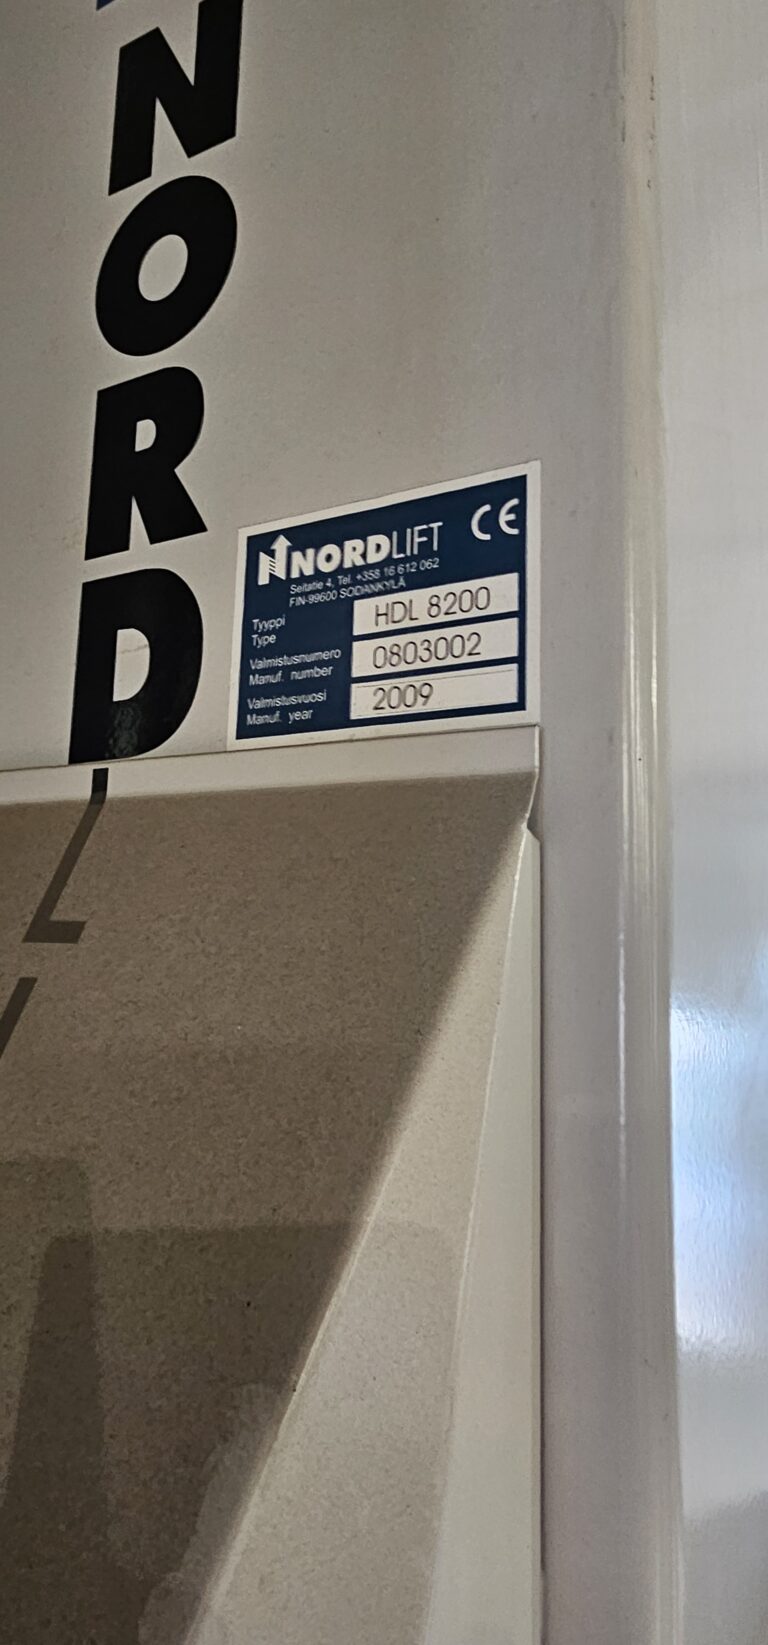 NORD
L
NORDLIFT CE
Seitatie 4, Tel. +358 16 612 062
FIN-99600 SODANKYLÄ
Tyyppi
Type
HDL 8200
Valmistusnumero
Manuf. number
0803002
Valmistusvuosi
Manuf. year
2009